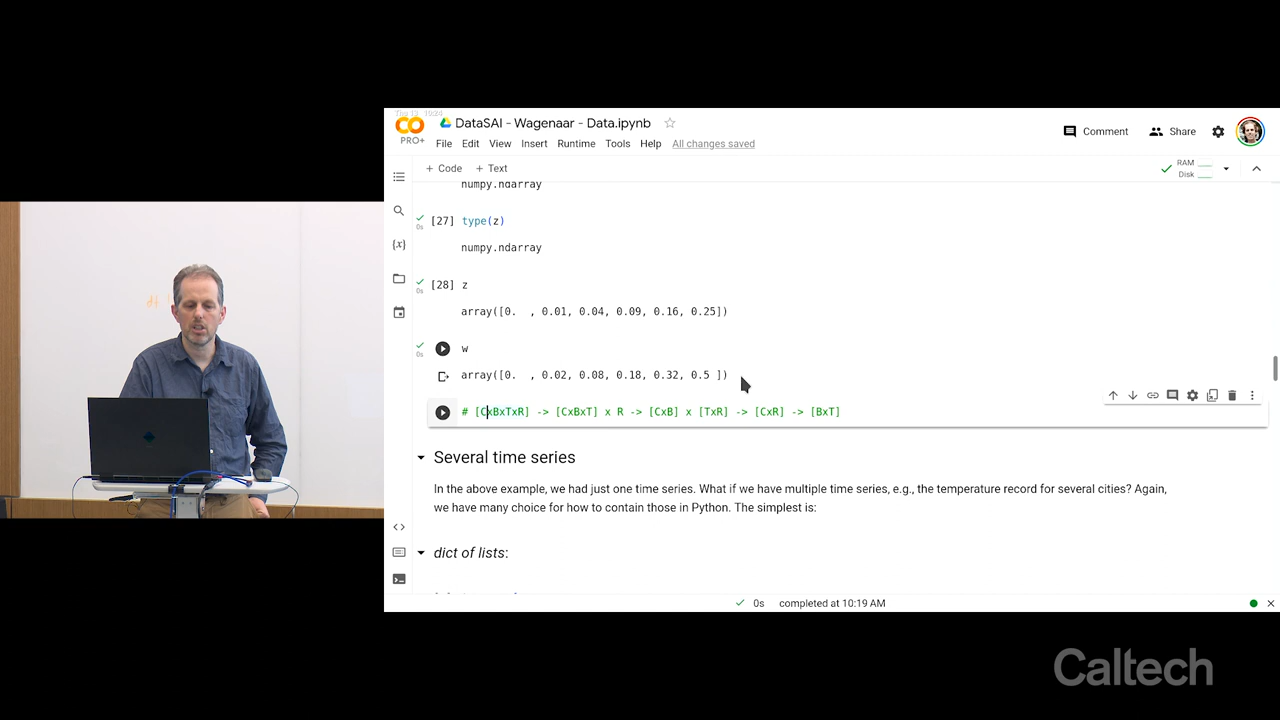 DataSAI - Wagenaar - Data.ipynb
PRO+
File Edit View Insert Runtime Tools Help All changes saved
Comment Share
+ Code + Text
RAM
Disk
numpy.ndarray
[27] type(z)
0s
numpy.ndarray
[28] z
0s
array([0.  , 0.01, 0.04, 0.09, 0.16, 0.25])
w
0s
array([0.  , 0.02, 0.08, 0.18, 0.32, 0.5 ])
# [CxBxTxR] -> [CxBxT] x R -> [CxB] x [TxR] -> [CxR] -> [BxT]
Several time series
In the above example, we had just one time series. What if we have multiple time series, e.g., the temperature record for several cities? Again,
we have many choice for how to contain those in Python. The simplest is:
dict of lists:
0s completed at 10:19 AM
Caltech